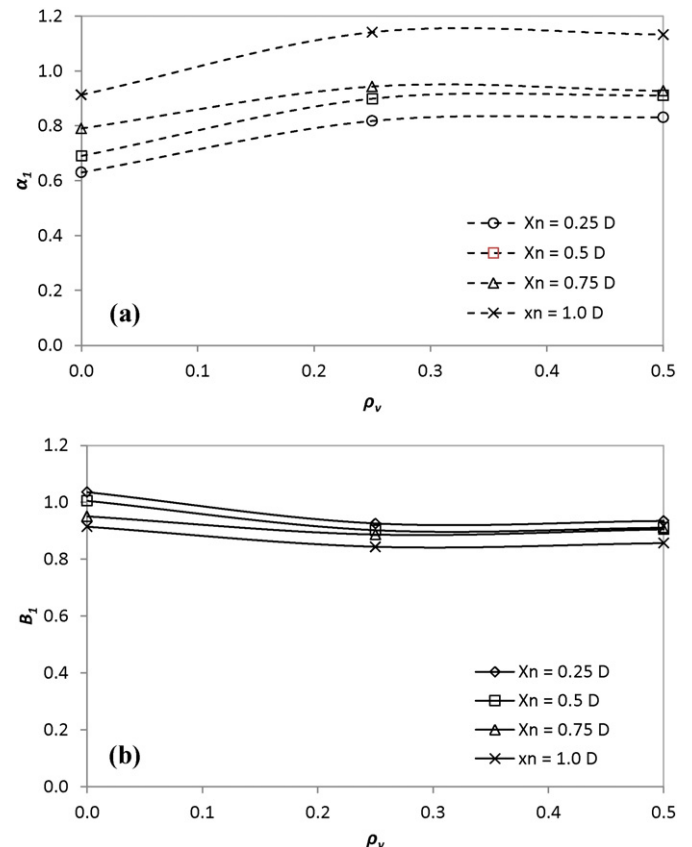 1.2
1.0
0.8
0.6
0.4
0.2
0.0
α₁
Xn = 0.25 D
Xn = 0.5 D
Xn = 0.75 D
xn = 1.0 D
(a)
0.0 0.1 0.2 0.3 0.4 0.5
ρᵥ
1.2
1.0
0.8
0.6
0.4
0.2
0.0
B₁
Xn = 0.25 D
Xn = 0.5 D
Xn = 0.75 D
xn = 1.0 D
(b)
0.0 0.1 0.2 0.3 0.4 0.5
ρᵥ